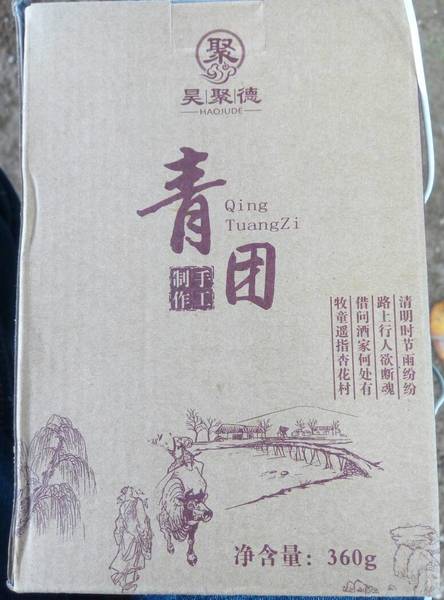 聚
昊聚德
HAOJUDE
青团
Qing
TuangZi
手工
制作
清明时节雨纷纷
路上行人欲断魂
借问酒家何处有
牧童遥指杏花村
净含量：360g